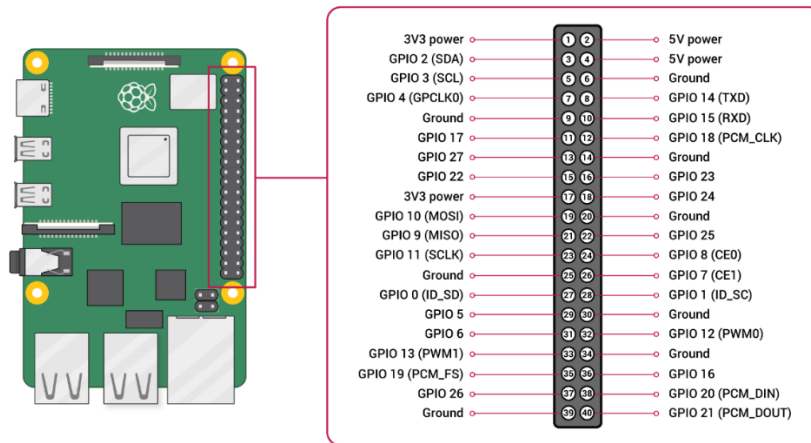 3V3 power 1 2 5V power
GPIO 2 (SDA) 3 4 5V power
GPIO 3 (SCL) 5 6 Ground
GPIO 4 (GPCLK0) 7 8 GPIO 14 (TXD)
Ground 9 10 GPIO 15 (RXD)
GPIO 17 11 12 GPIO 18 (PCM_CLK)
GPIO 27 13 14 Ground
GPIO 22 15 16 GPIO 23
3V3 power 17 18 GPIO 24
GPIO 10 (MOSI) 19 20 Ground
GPIO 9 (MISO) 21 22 GPIO 25
GPIO 11 (SCLK) 23 24 GPIO 8 (CE0)
Ground 25 26 GPIO 7 (CE1)
GPIO 0 (ID_SD) 27 28 GPIO 1 (ID_SC)
GPIO 5 29 30 Ground
GPIO 6 31 32 GPIO 12 (PWM0)
GPIO 13 (PWM1) 33 34 Ground
GPIO 19 (PCM_FS) 35 36 GPIO 16
GPIO 26 37 38 GPIO 20 (PCM_DIN)
Ground 39 40 GPIO 21 (PCM_DOUT)